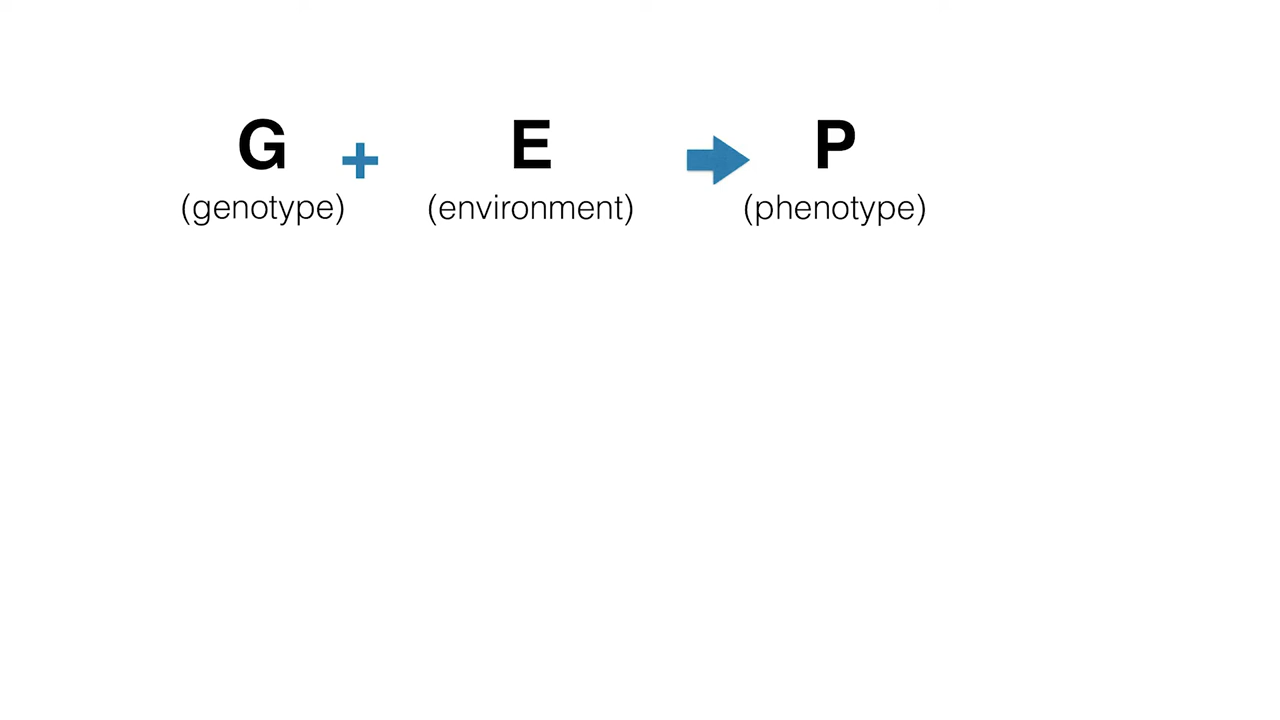 G + E ➡ P
(genotype) (environment) (phenotype)